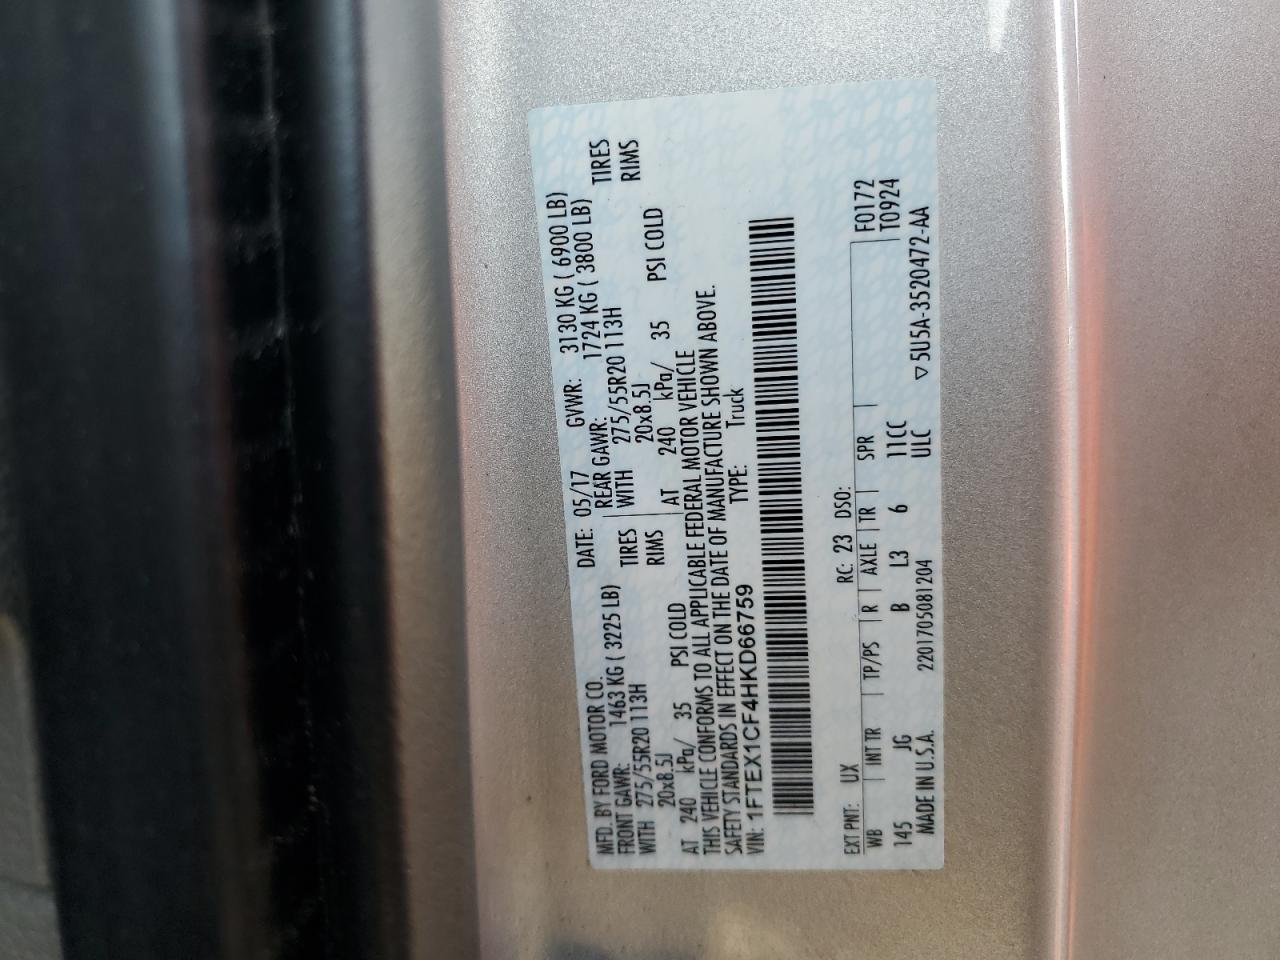 MFD. BY FORD MOTOR CO. DATE: 05/17 GVWR: 3130 KG ( 6900 LB)
FRONT GAWR: 1463 KG ( 3225 LB) REAR GAWR: 1724 KG ( 3800 LB)
WITH 275/55R20 113H TIRES WITH 275/55R20 113H TIRES
20x8.5J RIMS 20x8.5J RIMS
AT 240 kPa/ 35 PSI COLD AT 240 kPa/ 35 PSI COLD
THIS VEHICLE CONFORMS TO ALL APPLICABLE FEDERAL MOTOR VEHICLE
SAFETY STANDARDS IN EFFECT ON THE DATE OF MANUFACTURE SHOWN ABOVE.
VIN: 1FTEX1CF4HKD66759 TYPE: Truck
EXT PNT: UX RC: 23 DSO: F0172
WB INT TR TP/PS R AXLE TR SPR T0924
145 JG B L3 6 11CC
MADE IN U.S.A. 2201705081204 ULC ▽5U5A-3520472-AA